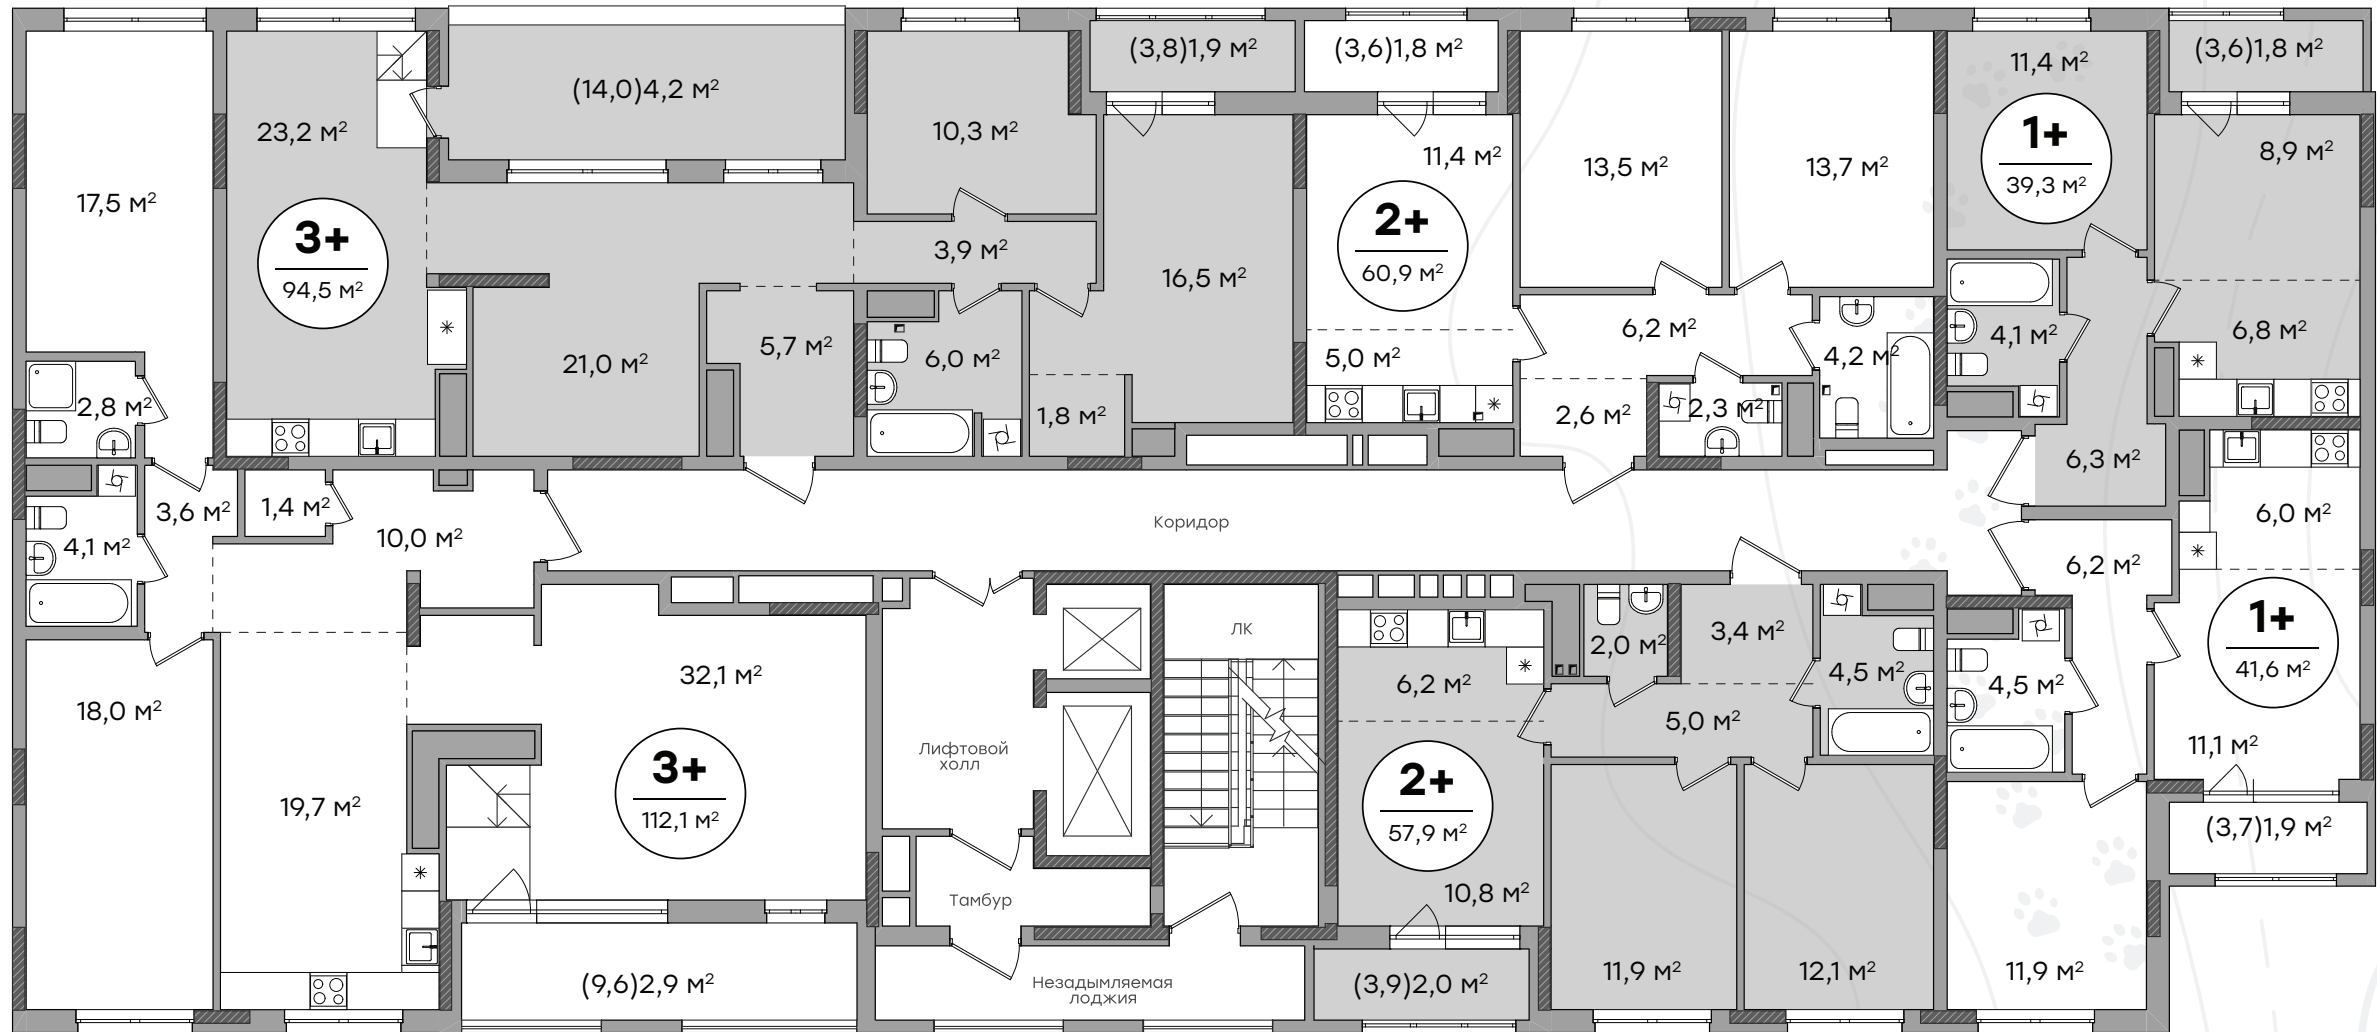 (3,8)1,9 м²
(3,6)1,8 м²
(3,6)1,8 м²
11,4 м²
(14,0)4,2 м²
23,2 м²
10,3 м²
1+
39,3 м²
11,4 м²
13,5 м²
13,7 м²
8,9 м²
17,5 м²
3+
94,5 м²
2+
60,9 м²
3,9 м²
16,5 м²
6,2 м²
4,1 м²
6,8 м²
5,7 м²
6,0 м²
5,0 м²
4,2 м²
21,0 м²
2,8 м²
1,8 м²
2,6 м²
2,3 м²
6,3 м²
3,6 м²
1,4 м²
6,0 м²
Коридор
10,0 м²
4,1 м²
6,2 м²
ЛК
2,0 м²
3,4 м²
1+
41,6 м²
32,1 м²
6,2 м²
4,5 м²
4,5 м²
18,0 м²
5,0 м²
11,1 м²
Лифтовой
холл
3+
112,1 м²
2+
57,9 м²
19,7 м²
(3,7)1,9 м²
10,8 м²
Тамбур
11,9 м²
12,1 м²
11,9 м²
(9,6)2,9 м²
Незадымляемая
лоджия
(3,9)2,0 м²